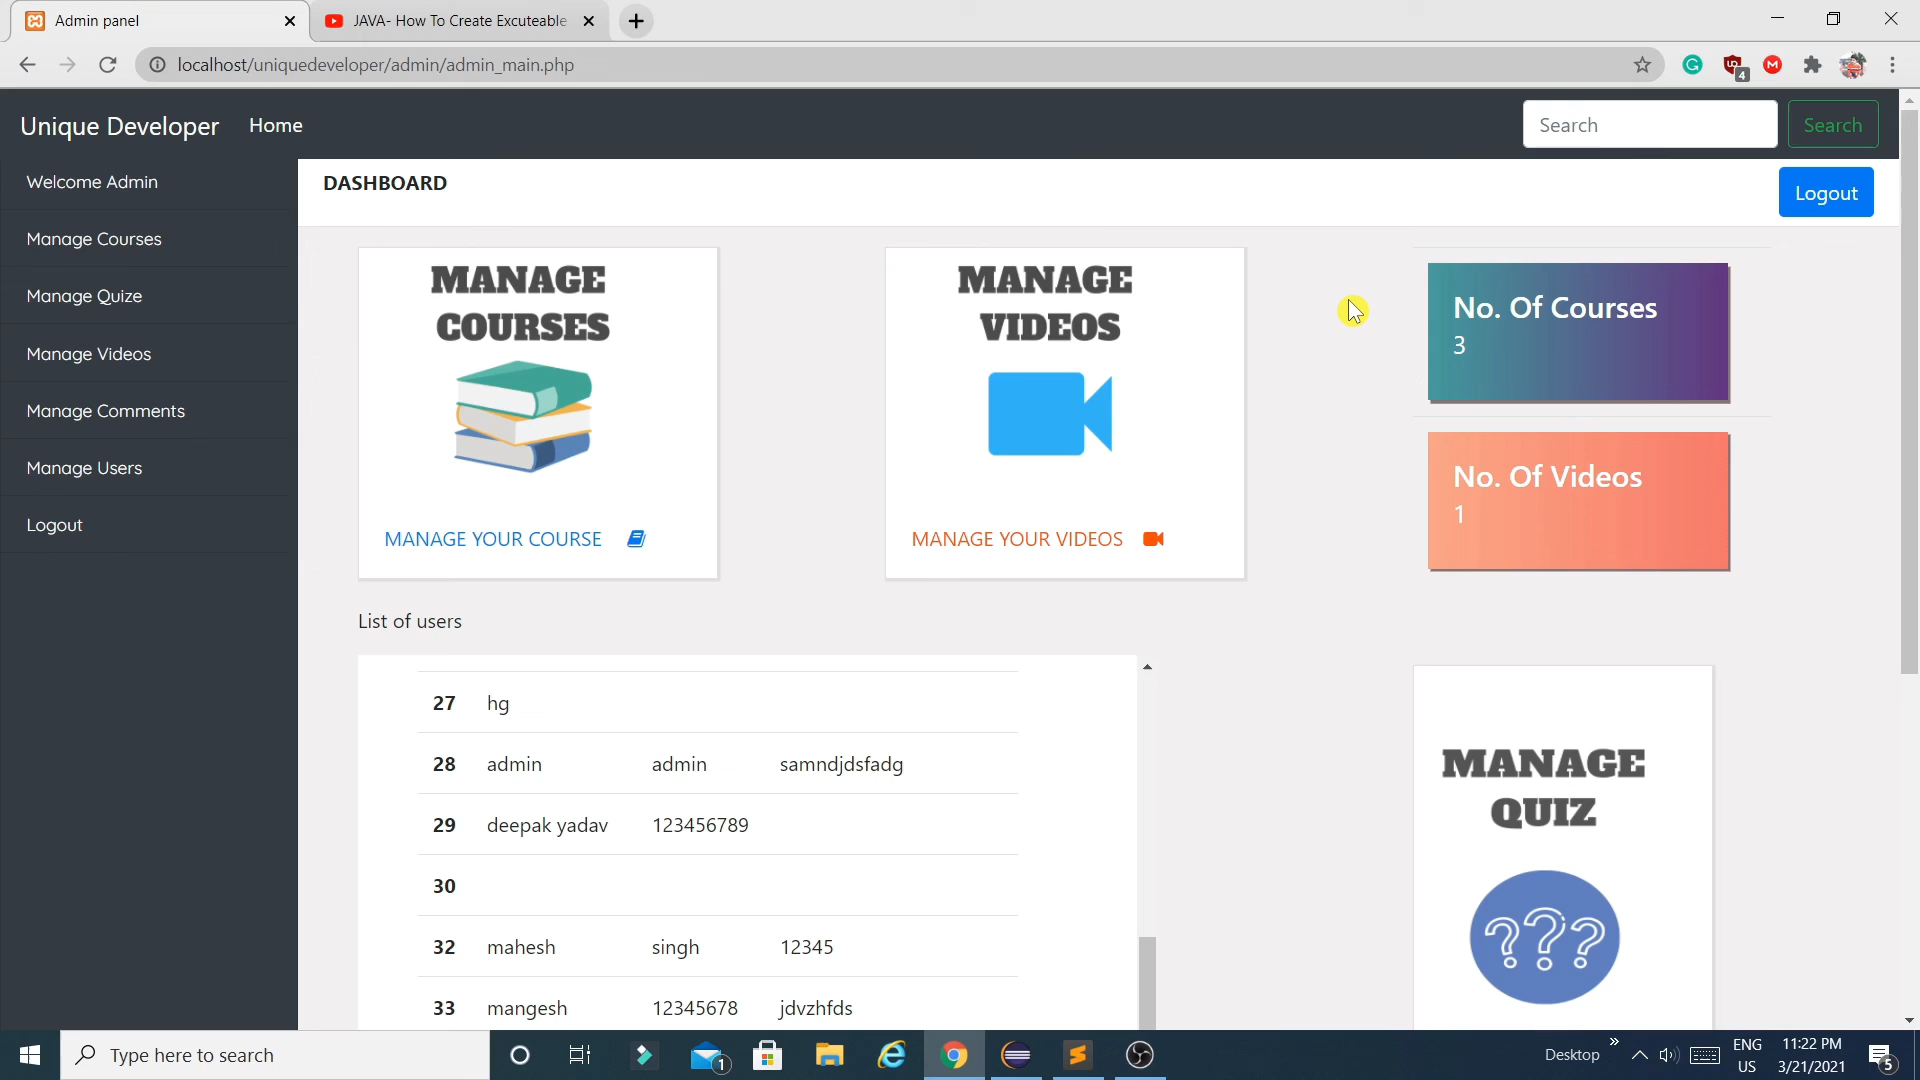 Admin panel
JAVA- How To Create Excuteable
localhost/uniquedeveloper/admin/admin_main.php
4
Unique Developer
Home
Search
Search
Welcome Admin
Manage Courses
Manage Quize
Manage Videos
Manage Comments
Manage Users
Logout
DASHBOARD
Logout
MANAGE
COURSES
MANAGE YOUR COURSE
MANAGE
VIDEOS
MANAGE YOUR VIDEOS
No. Of Courses
3
No. Of Videos
1
List of users
27 hg
28 admin admin samndjdsfadg
29 deepak yadav 123456789
30
32 mahesh singh 12345
33 mangesh 12345678 jdvzhfds
MANAGE
QUIZ
???
Type here to search
1
Desktop
ENG
US
11:22 PM
3/21/2021
5